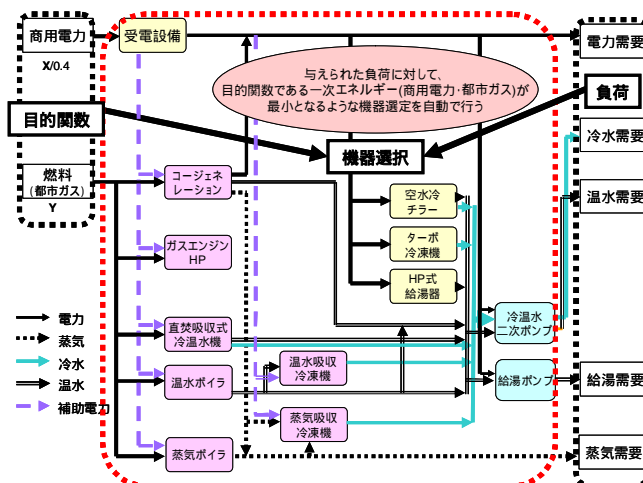 商用電力
X/0.4
受電設備
電力需要
与えられた負荷に対して、
目的関数である一次エネルギー(商用電力・都市ガス)が
最小となるような機器選定を自動で行う
負荷
目的関数
冷水需要
機器選択
燃料
(都市ガス)
Y
コージェネ
レーション
空水冷
チラー
温水需要
ガスエンジン
HP
ターボ
冷凍機
HP式
給湯器
電力
蒸気
冷水
温水
補助電力
直焚吸収式
冷温水機
冷温水
二次ポンプ
温水ボイラ
温水吸収
冷凍機
給湯ポンプ
給湯需要
蒸気吸収
冷凍機
蒸気ボイラ
蒸気需要